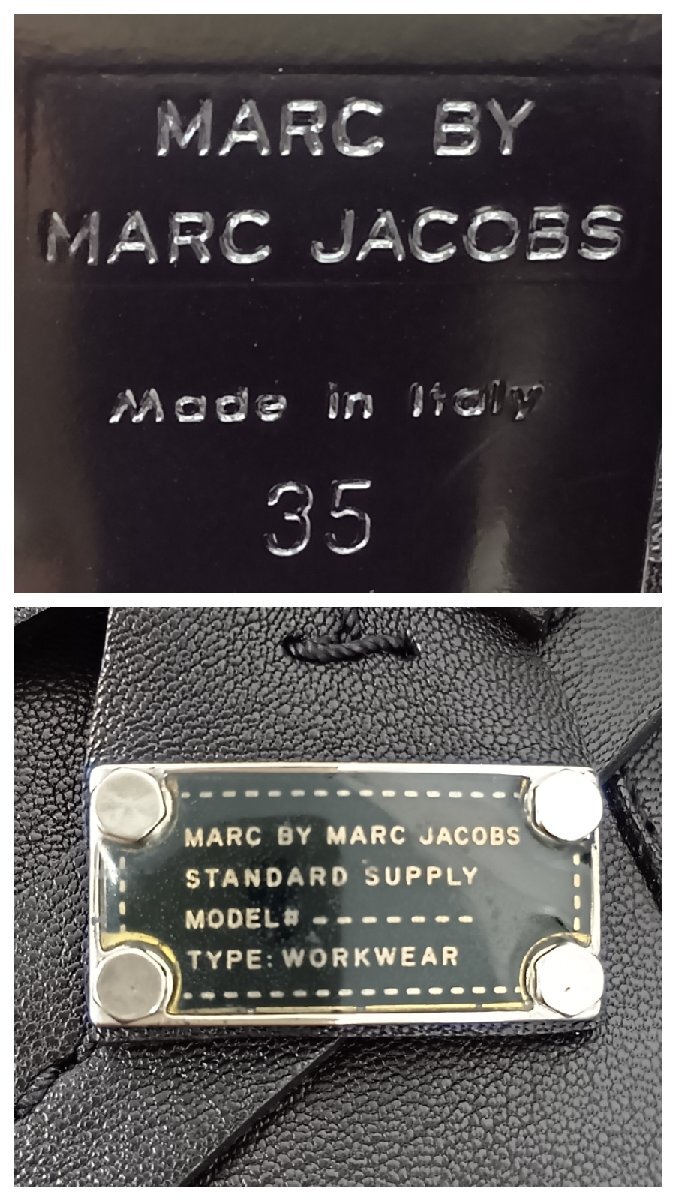 MARC BY
MARC JACOBS
Made in Italy
35
MARC BY MARC JACOBS
STANDARD SUPPLY
MODEL# -------
TYPE: WORKWEAR